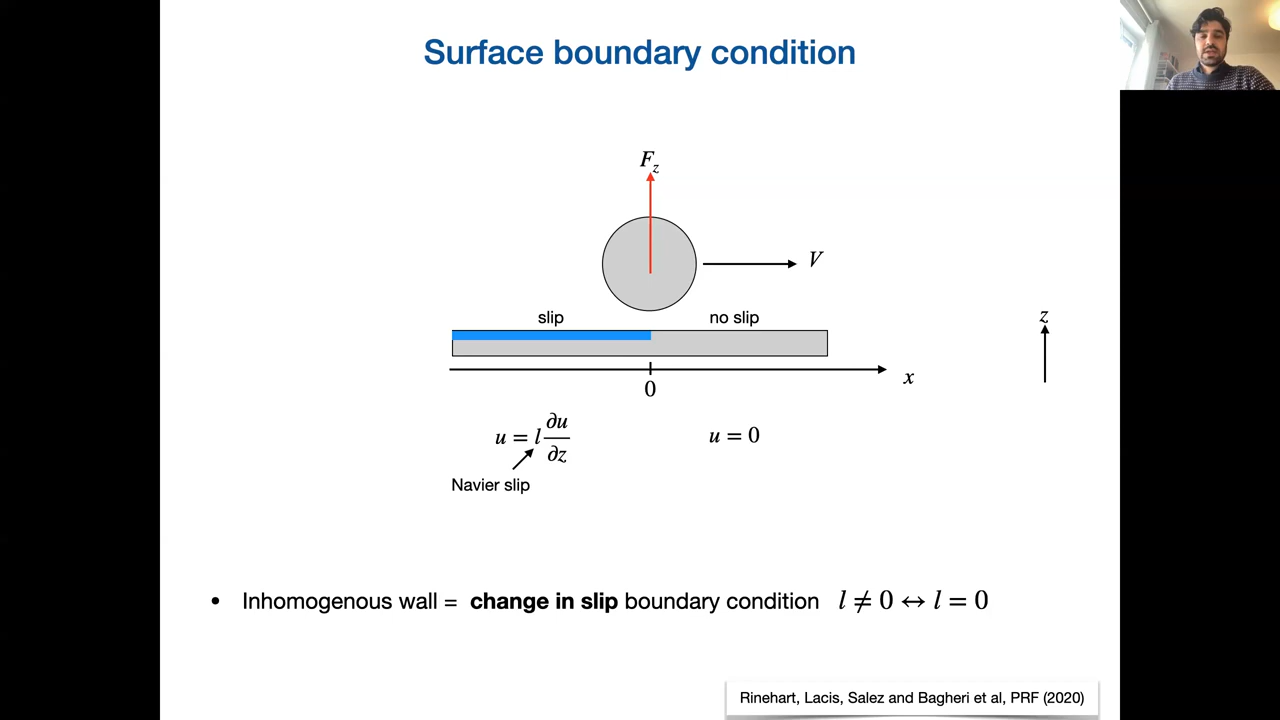 Surface boundary condition
F_z
V
slip
no slip
z
0
x
u = l ∂u/∂z
u = 0
Navier slip
• Inhomogenous wall = change in slip boundary condition l ≠ 0 ↔ l = 0
Rinehart, Lacis, Salez and Bagheri et al, PRF (2020)